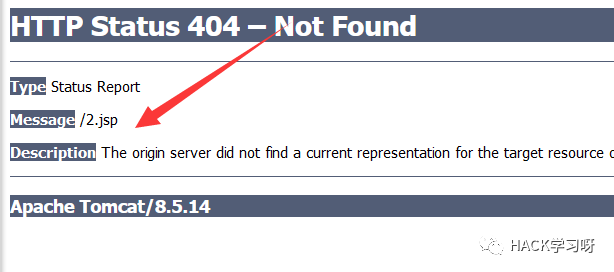 HTTP Status 404 – Not Found
Type Status Report
Message /2.jsp
Description The origin server did not find a current representation for the target resource
Apache Tomcat/8.5.14
HACK学习呀